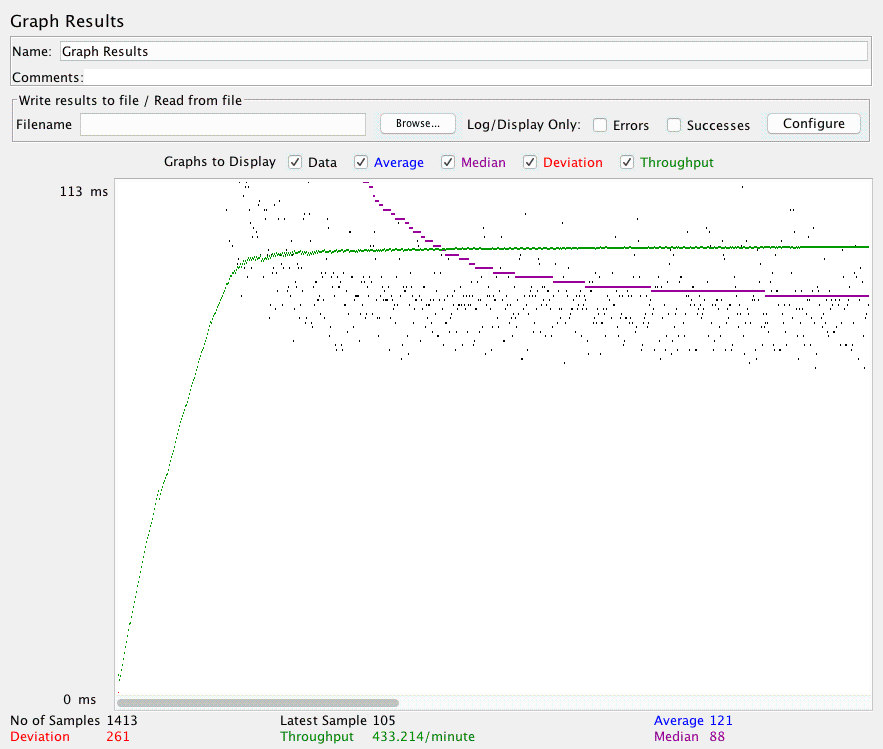 Graph Results
Name: Graph Results
Comments:
Write results to file / Read from file
Filename Browse... Log/Display Only: Errors Successes Configure
Graphs to Display Data Average Median Deviation Throughput
113 ms
0 ms
No of Samples 1413 Latest Sample 105 Average 121
Deviation 261 Throughput 433.214/minute Median 88